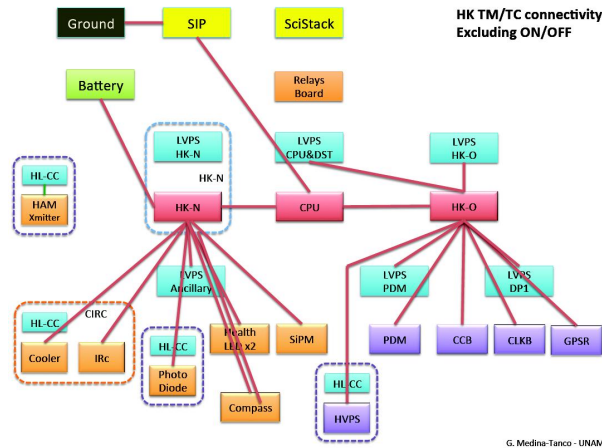 HK TM/TC connectivity
Excluding ON/OFF
Ground
SIP
SciStack
Battery
Relays
Board
LVPS
HK-N
LVPS
CPU&DST
LVPS
HK-O
HK-N
HL-CC
HAM
Xmitter
HK-N
CPU
HK-O
LVPS
Ancillary
LVPS
PDM
LVPS
DP1
CIRC
HL-CC
Cooler
IRc
HL-CC
Photo
Diode
Health
LED x2
SiPM
Compass
PDM
CCB
CLKB
GPSR
HL-CC
HVPS
G. Medina-Tanco - UNAM